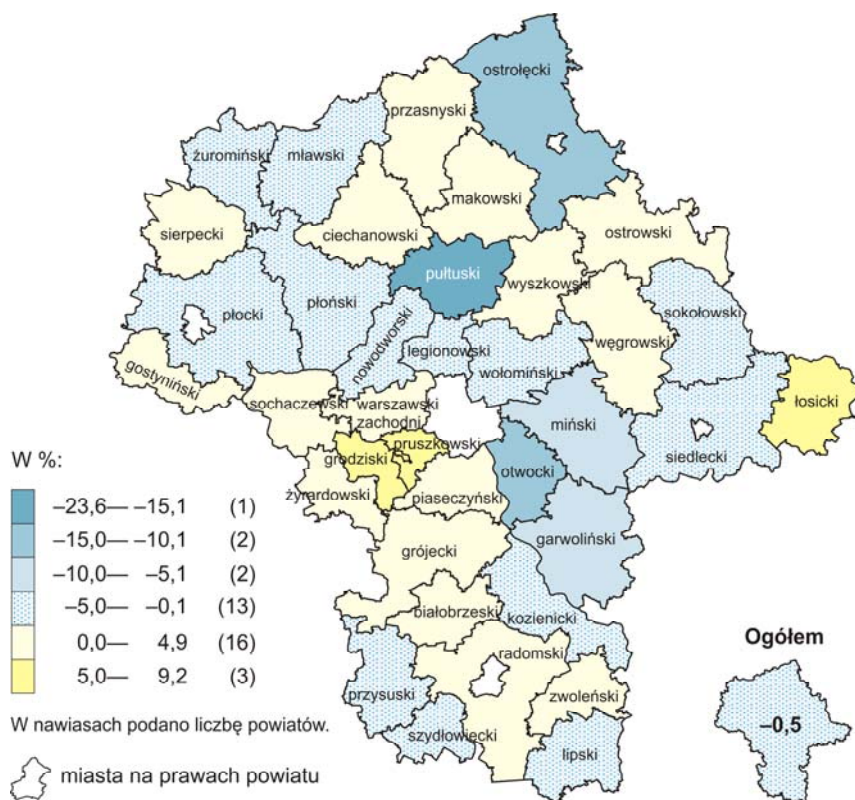 ostrołęcki
przasnyski
żuromiński
mławski
makowski
sierpecki
ciechanowski
ostrowski
pułtuski
wyszkowski
płocki
płoński
sokołowski
nowodworski
legionowski
węgrowski
gostyniński
wołomiński
sochaczewski
warszawski
zachodni
miński
łosicki
siedlecki
pruszkowski
grodziski
otwocki
żyrardowski
piaseczyński
garwoliński
grójecki
białobrzeski
kozienicki
radomski
przysuski
zwoleński
szydłowiecki
lipski
W %:
–23,6— –15,1 (1)
–15,0— –10,1 (2)
–10,0— –5,1 (2)
–5,0— –0,1 (13)
0,0— 4,9 (16)
5,0— 9,2 (3)
W nawiasach podano liczbę powiatów.
miasta na prawach powiatu
Ogółem
–0,5